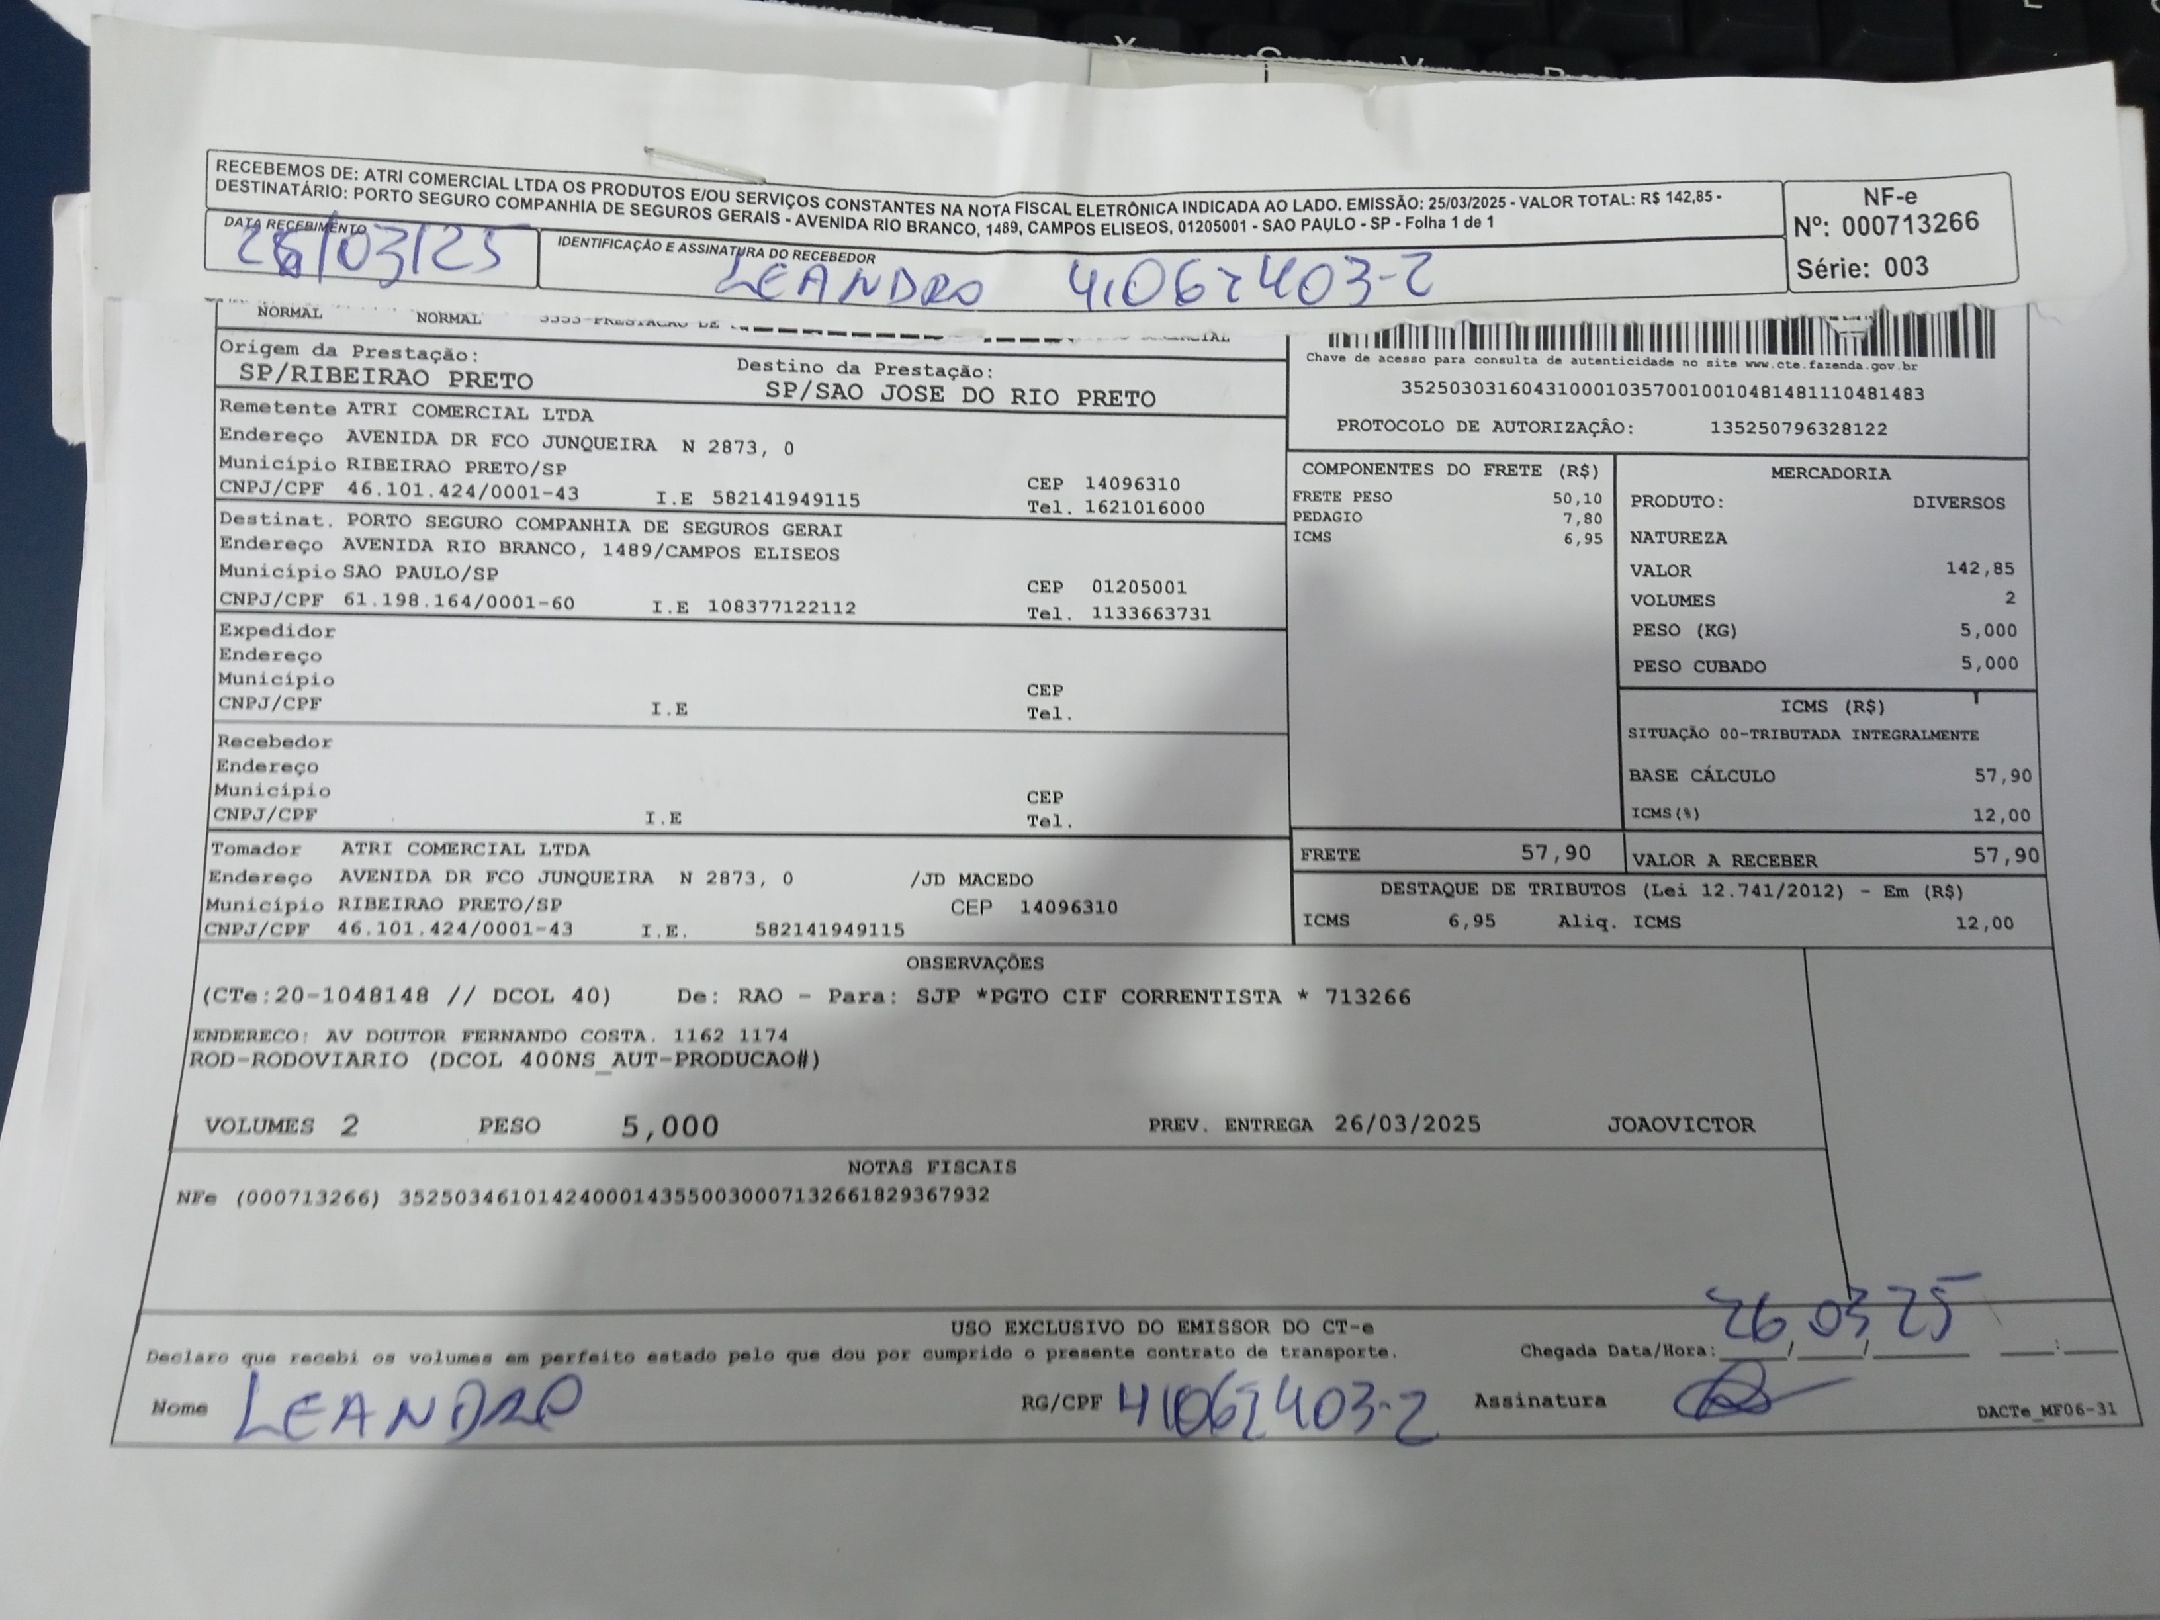 RECEBEMOS DE: ATRI COMERCIAL LTDA OS PRODUTOS E/OU SERVIÇOS CONSTANTES NA NOTA FISCAL ELETRÔNICA INDICADA AO LADO. EMISSÃO: 25/03/2025 - VALOR TOTAL: R$ 142,85 -
DESTINATÁRIO: PORTO SEGURO COMPANHIA DE SEGUROS GERAIS - AVENIDA RIO BRANCO, 1489, CAMPOS ELISEOS, 01205001 - SAO PAULO - SP - Folha 1 de 1
NF-e
Nº: 000713266
Série: 003
DATA RECEBIMENTO
26/03/25
IDENTIFICAÇÃO E ASSINATURA DO RECEBEDOR
LEANDRO 41062403-2
NORMAL NORMAL 5353-PRESTACAO DE
Origem da Prestação:
SP/RIBEIRAO PRETO
Destino da Prestação:
SP/SAO JOSE DO RIO PRETO
Chave de acesso para consulta de autenticidade no site www.cte.fazenda.gov.br
35250303160431000103570010010481481110481483
PROTOCOLO DE AUTORIZAÇÃO: 135250796328122
Remetente ATRI COMERCIAL LTDA
Endereço AVENIDA DR FCO JUNQUEIRA N 2873, 0
Município RIBEIRAO PRETO/SP CEP 14096310
CNPJ/CPF 46.101.424/0001-43 I.E 582141949115 Tel. 1621016000
Destinat. PORTO SEGURO COMPANHIA DE SEGUROS GERAI
Endereço AVENIDA RIO BRANCO, 1489/CAMPOS ELISEOS
Município SAO PAULO/SP CEP 01205001
CNPJ/CPF 61.198.164/0001-60 I.E 108377122112 Tel. 1133663731
Expedidor
Endereço
Município CEP
CNPJ/CPF I.E Tel.
Recebedor
Endereço
Município CEP
CNPJ/CPF I.E Tel.
Tomador ATRI COMERCIAL LTDA
Endereço AVENIDA DR FCO JUNQUEIRA N 2873, 0 /JD MACEDO
Município RIBEIRAO PRETO/SP CEP 14096310
CNPJ/CPF 46.101.424/0001-43 I.E. 582141949115
COMPONENTES DO FRETE (R$)
FRETE PESO 50,10
PEDAGIO 7,80
ICMS 6,95
MERCADORIA
PRODUTO: DIVERSOS
NATUREZA
VALOR 142,85
VOLUMES 2
PESO (KG) 5,000
PESO CUBADO 5,000
ICMS (R$)
SITUAÇÃO 00-TRIBUTADA INTEGRALMENTE
BASE CÁLCULO 57,90
ICMS(%) 12,00
FRETE 57,90 VALOR A RECEBER 57,90
DESTAQUE DE TRIBUTOS (Lei 12.741/2012) - Em (R$)
ICMS 6,95 Aliq. ICMS 12,00
OBSERVAÇÕES
(CTe:20-1048148 // DCOL 40) De: RAO - Para: SJP *PGTO CIF CORRENTISTA * 713266
ENDERECO: AV DOUTOR FERNANDO COSTA. 1162 1174
ROD-RODOVIARIO (DCOL 400NS_AUT-PRODUCAO#)
VOLUMES 2 PESO 5,000 PREV. ENTREGA 26/03/2025 JOAOVICTOR
NOTAS FISCAIS
NFe (000713266) 35250346101424000143550030007132661829367932
USO EXCLUSIVO DO EMISSOR DO CT-e
Declaro que recebi os volumes em perfeito estado pelo que dou por cumprido o presente contrato de transporte. Chegada Data/Hora: 26/03/25 :
Nome LEANDRO RG/CPF 41062403-2 Assinatura
DACTe_MF06-31